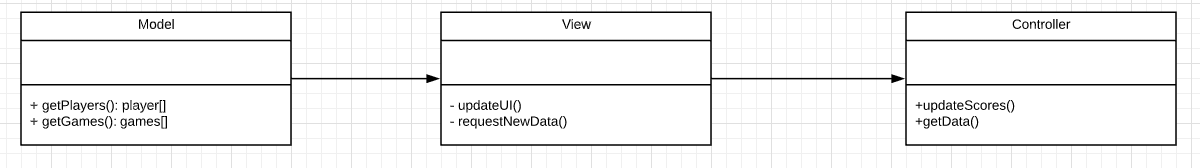 Model
+ getPlayers(): player[]
+ getGames(): games[]
View
- updateUI()
- requestNewData()
Controller
+updateScores()
+getData()